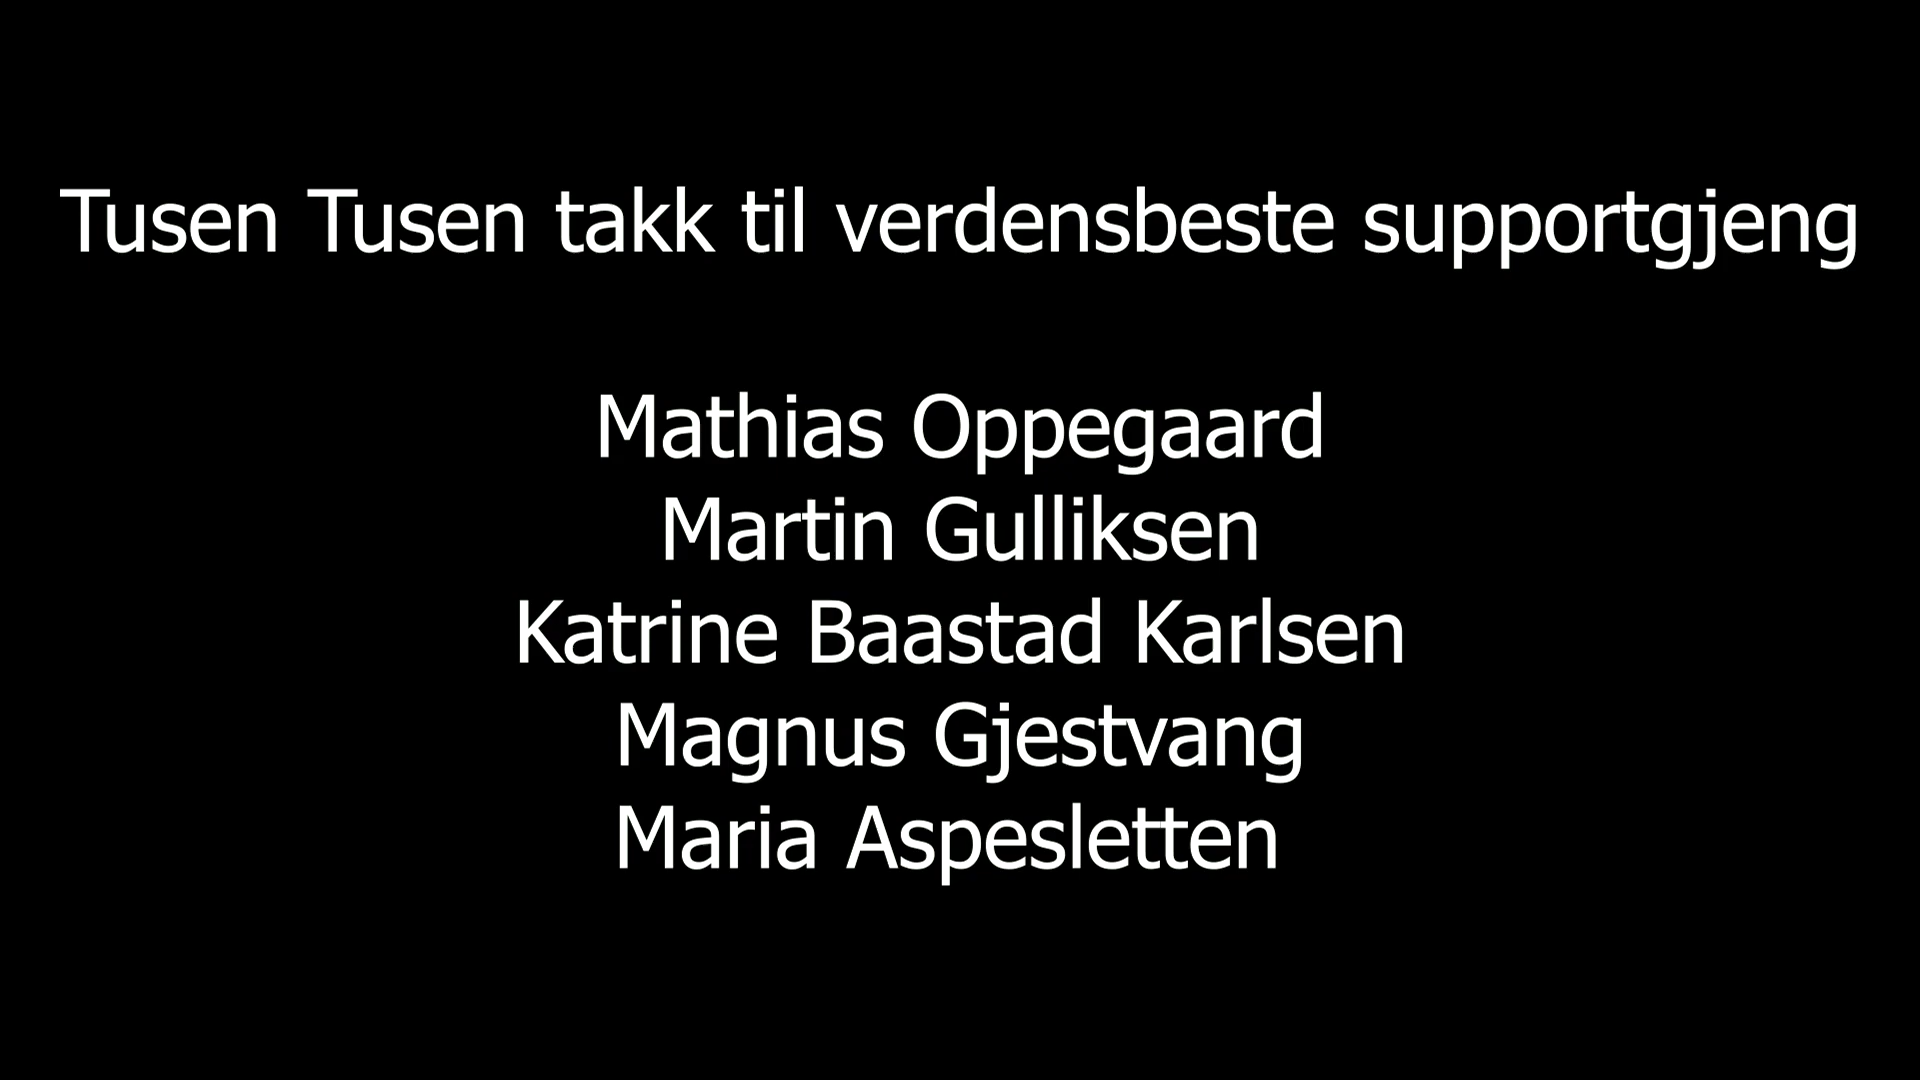 Tusen Tusen takk til verdensbeste supportgjeng
Mathias Oppegaard
Martin Gulliksen
Katrine Baastad Karlsen
Magnus Gjestvang
Maria Aspesletten